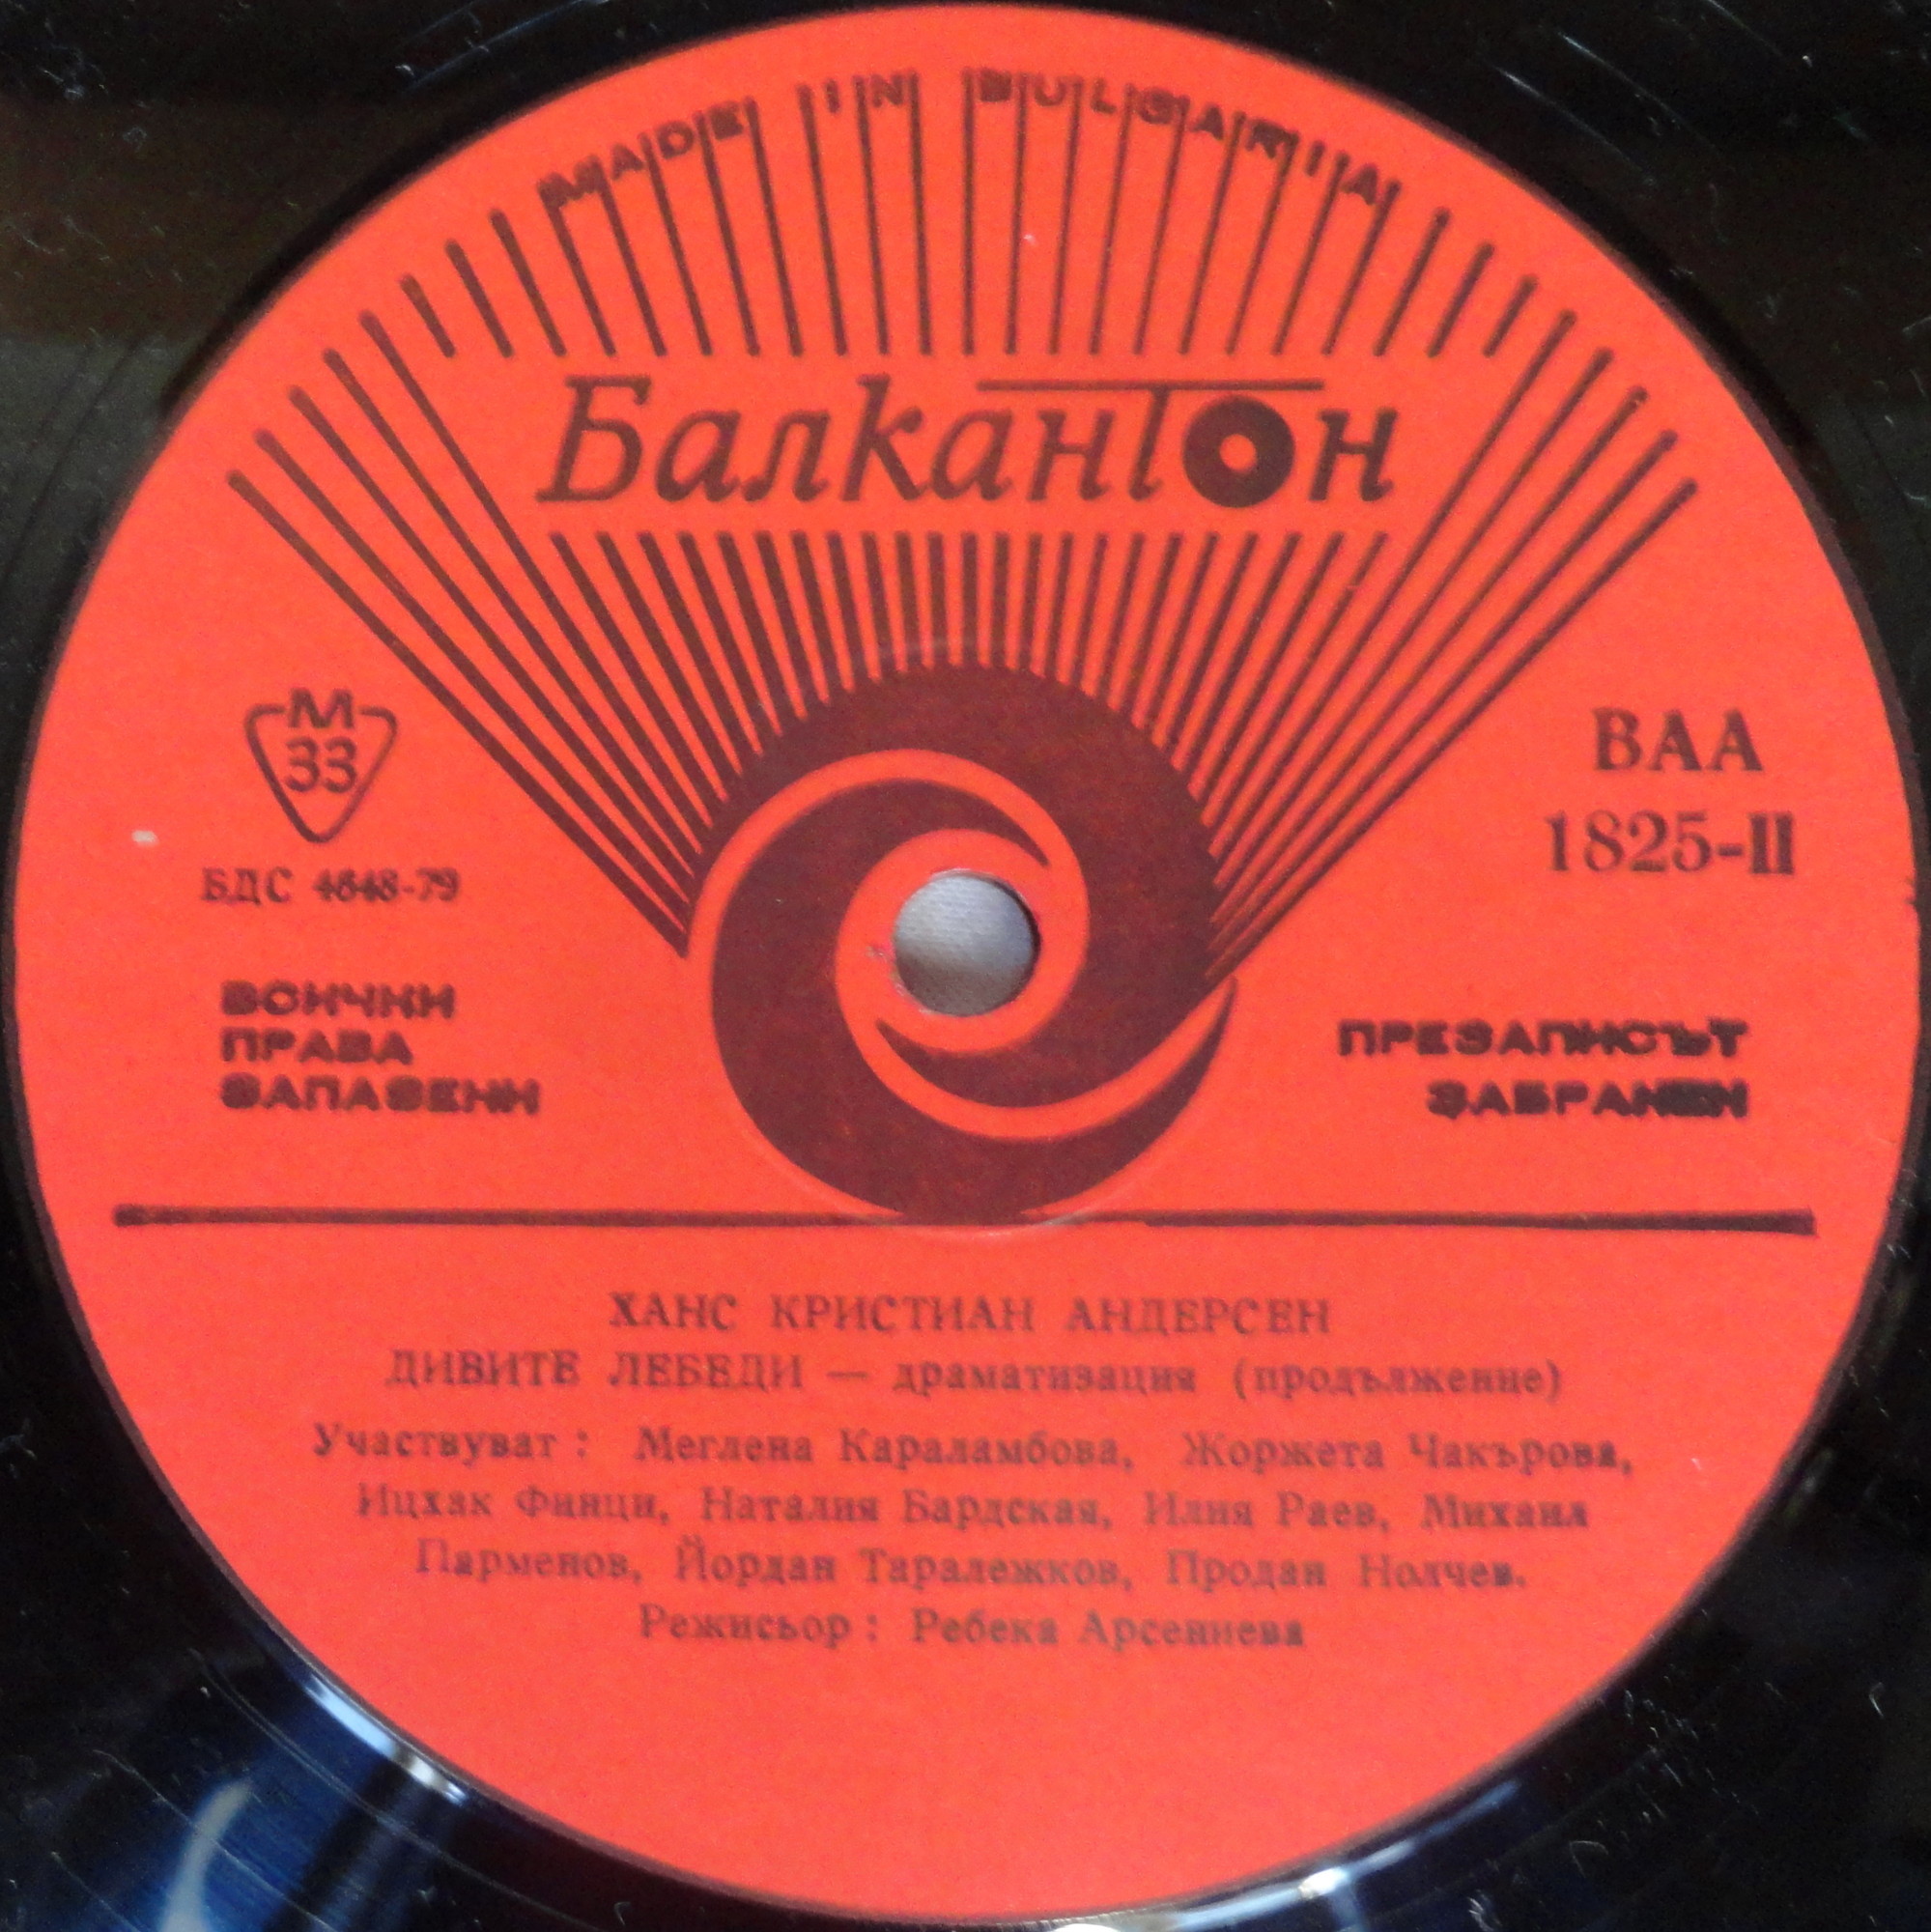 MADE IN BULGARIA
Балкантон
М
33
БДС 4648-79
ВСИЧКИ
ПРАВА
ЗАПАЗЕНИ
ВАА
1825-II
ПРЕЗАПИСЪТ
ЗАБРАНЕН
ХАНС КРИСТИАН АНДЕРСЕН
ДИВИТЕ ЛЕБЕДИ — драматизация (продължение)
Участвуват : Меглена Караламбова, Жоржета Чакърова,
Ицхак Финци, Наталия Бардская, Илия Раев, Михаил
Парменов, Йордан Таралежков, Продан Нончев.
Режисьор : Ребека Арсениева